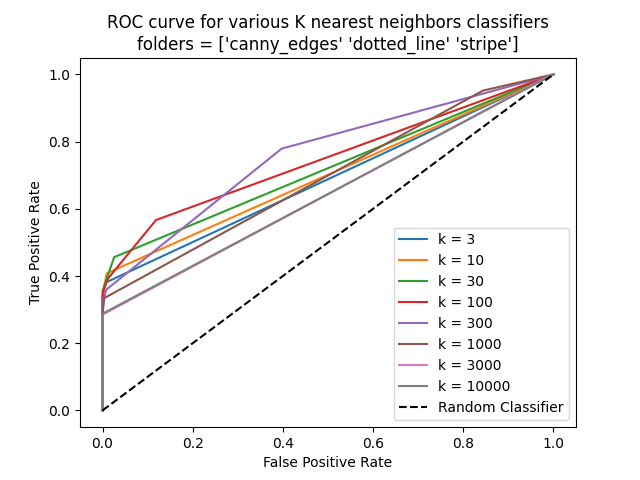 ROC curve for various K nearest neighbors classifiers
folders = ['canny_edges' 'dotted_line' 'stripe']
1.0
0.8
0.6
0.4
0.2
0.0
True Positive Rate
k = 3
k = 10
k = 30
k = 100
k = 300
k = 1000
k = 3000
k = 10000
Random Classifier
0.0 0.2 0.4 0.6 0.8 1.0
False Positive Rate